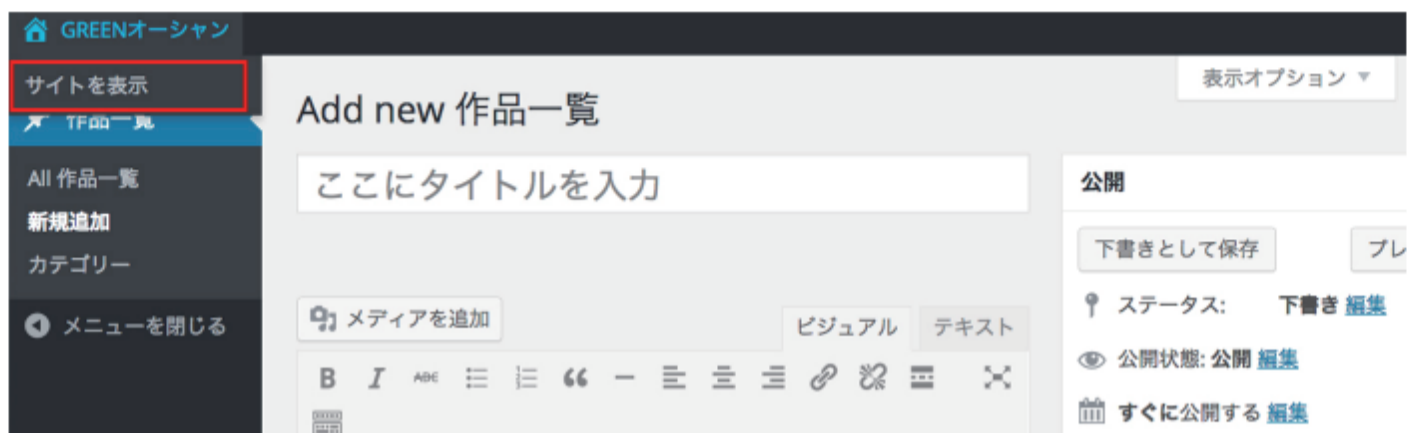 GREENオーシャン
サイトを表示
表示オプション ▼
作品一覧
Add new 作品一覧
All 作品一覧
新規追加
カテゴリー
メニューを閉じる
ここにタイトルを入力
メディアを追加
ビジュアル テキスト
B I ABE
公開
下書きとして保存 プレ
ステータス: 下書き 編集
公開状態: 公開 編集
すぐに公開する 編集